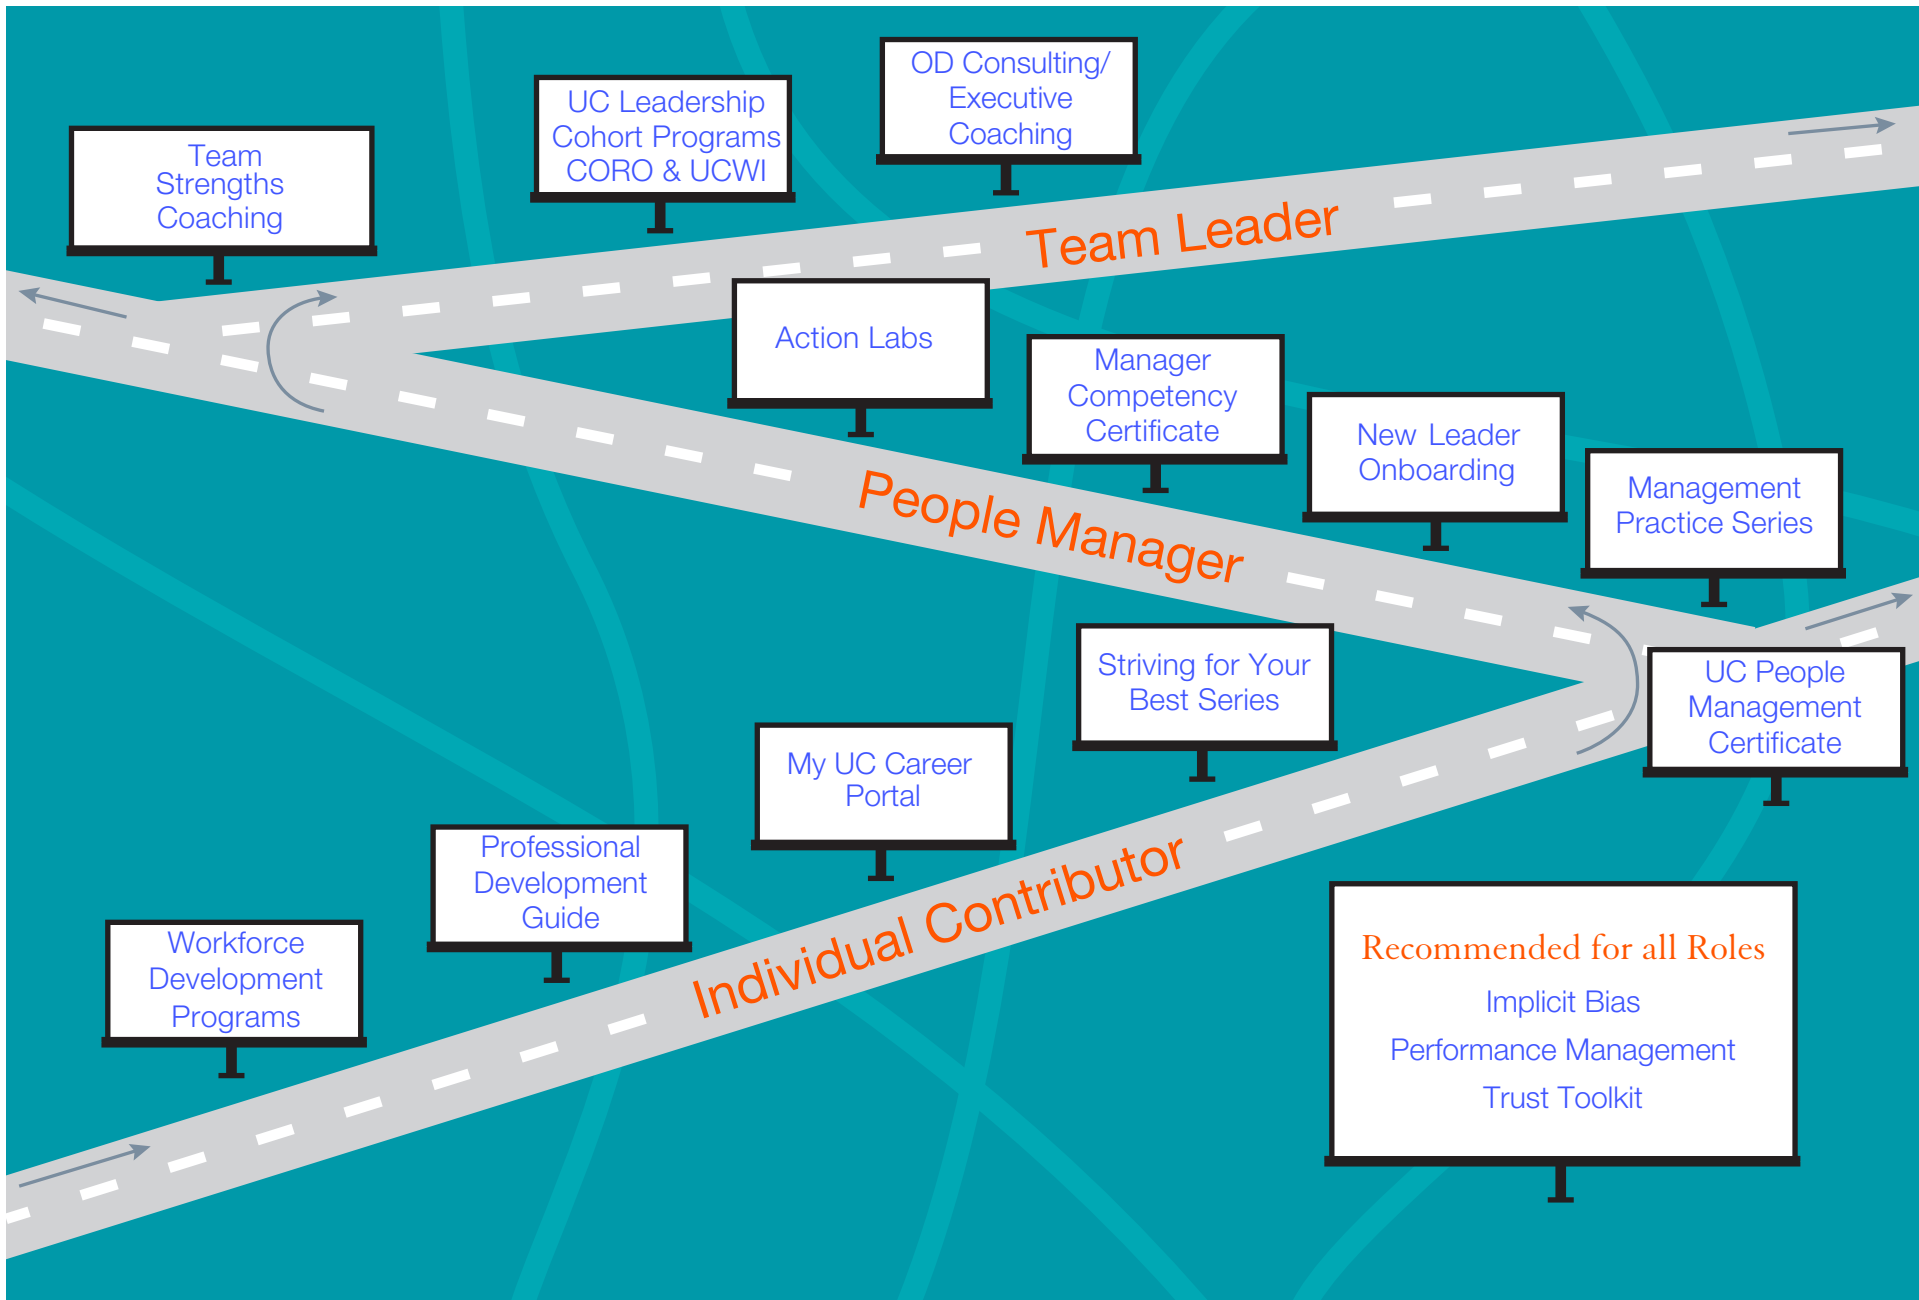 Team
Strengths
Coaching
UC Leadership
Cohort Programs
CORO & UCWI
OD Consulting/
Executive
Coaching
Team Leader
Action Labs
Manager
Competency
Certificate
New Leader
Onboarding
Management
Practice Series
People Manager
Striving for Your
Best Series
UC People
Management
Certificate
My UC Career
Portal
Professional
Development
Guide
Workforce
Development
Programs
Individual Contributor
Recommended for all Roles
Implicit Bias
Performance Management
Trust Toolkit